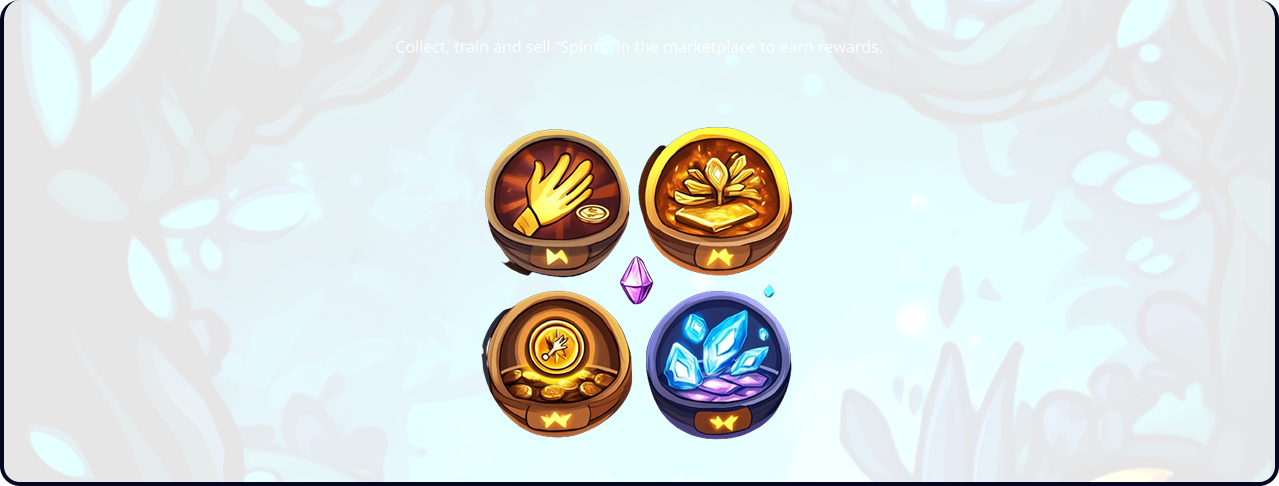 Collect, train and sell “Spirits” in the marketplace to earn rewards.